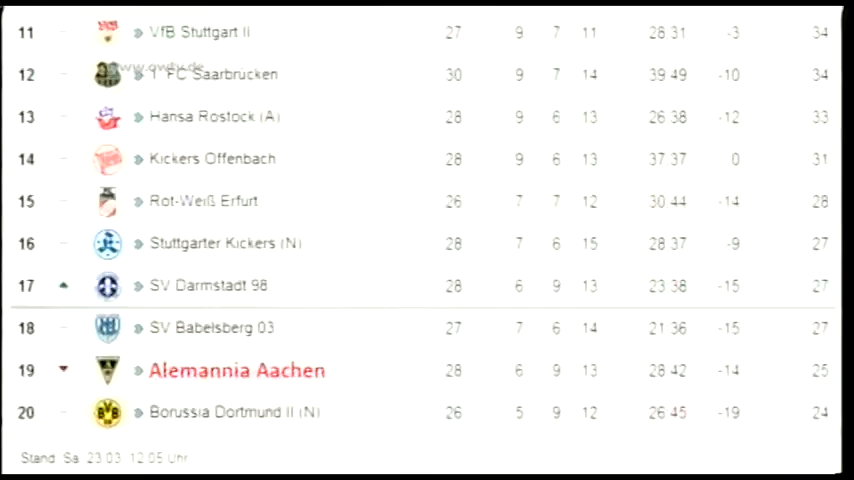 11 - VfB Stuttgart II 27 9 7 11 28:31 -3 34
www.owdtv.de
12 - 1. FC Saarbrücken 30 9 7 14 39:49 -10 34
13 - Hansa Rostock (A) 28 9 6 13 26:38 -12 33
14 - Kickers Offenbach 28 9 6 13 37:37 0 31
15 - Rot-Weiß Erfurt 26 7 7 12 30:44 -14 28
16 - Stuttgarter Kickers (N) 28 7 6 15 28:37 -9 27
17 SV Darmstadt 98 28 6 9 13 23:38 -15 27
18 - SV Babelsberg 03 27 7 6 14 21:36 -15 27
19 Alemannia Aachen 28 6 9 13 28:42 -14 25
20 - Borussia Dortmund II (N) 26 5 9 12 26:45 -19 24
Stand: Sa. 23.03. 12:05 Uhr